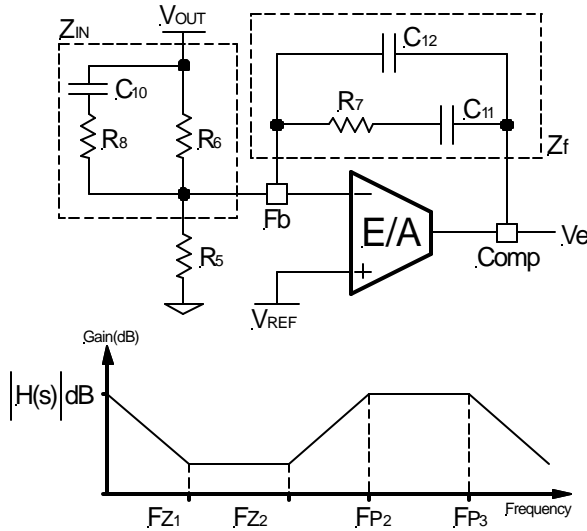 ZIN
VOUT
C10
R8
R6
R5
C12
R7
C11
Zf
Fb
−
+
E/A
Comp
Ve
VREF
Gain(dB)
|H(s)|dB
FZ1
FZ2
FP2
FP3
Frequency